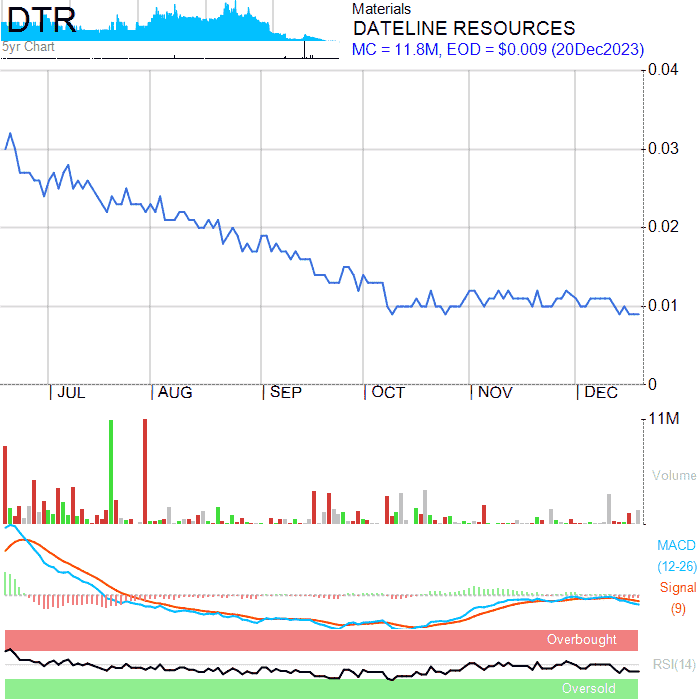 DTR
5yr Chart
Materials
DATELINE RESOURCES
MC = 11.8M, EOD = $0.009 (20Dec2023)
0.04
0.03
0.02
0.01
0
JUL AUG SEP OCT NOV DEC
11M
Volume
MACD
(12-26)
Signal
(9)
Overbought
RSI(14)
Oversold